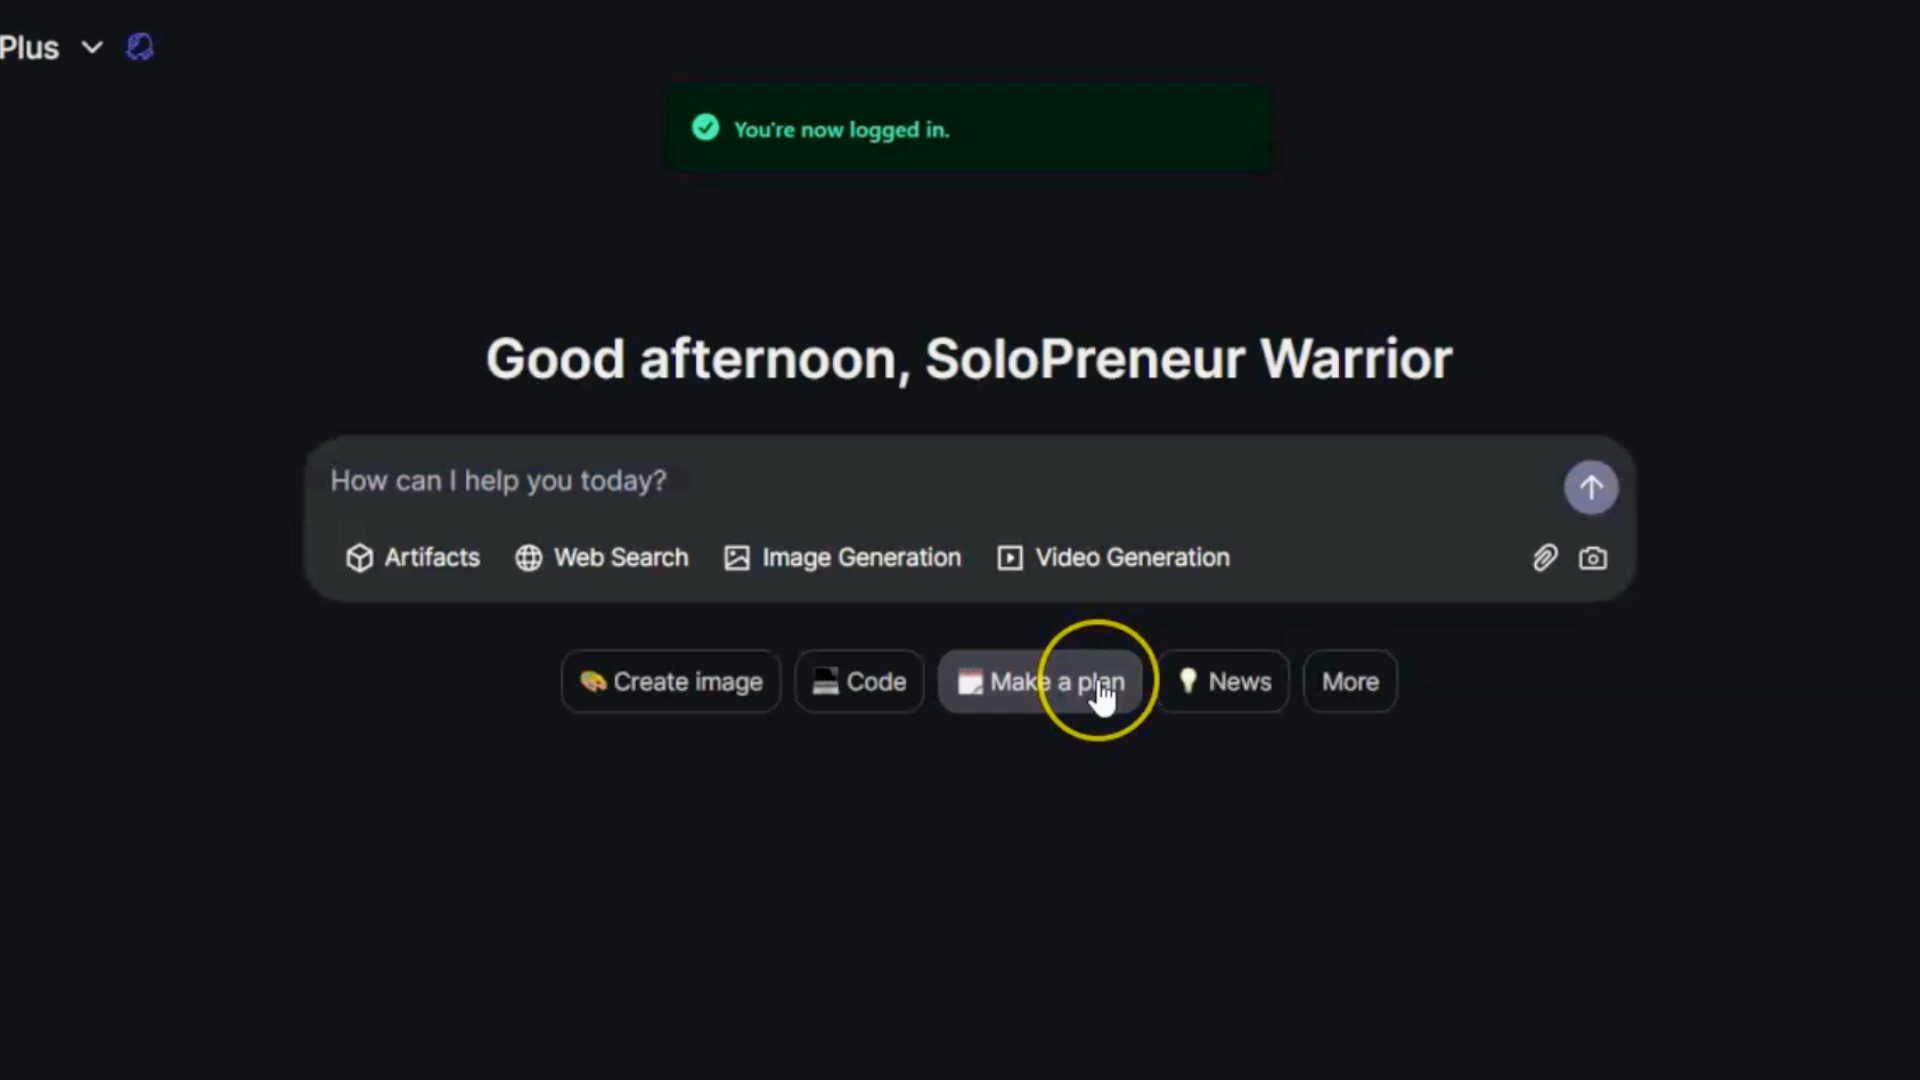 Plus
You're now logged in.
Good afternoon, SoloPreneur Warrior
How can I help you today?
Artifacts Web Search Image Generation Video Generation
Create image Code Make a plan News More